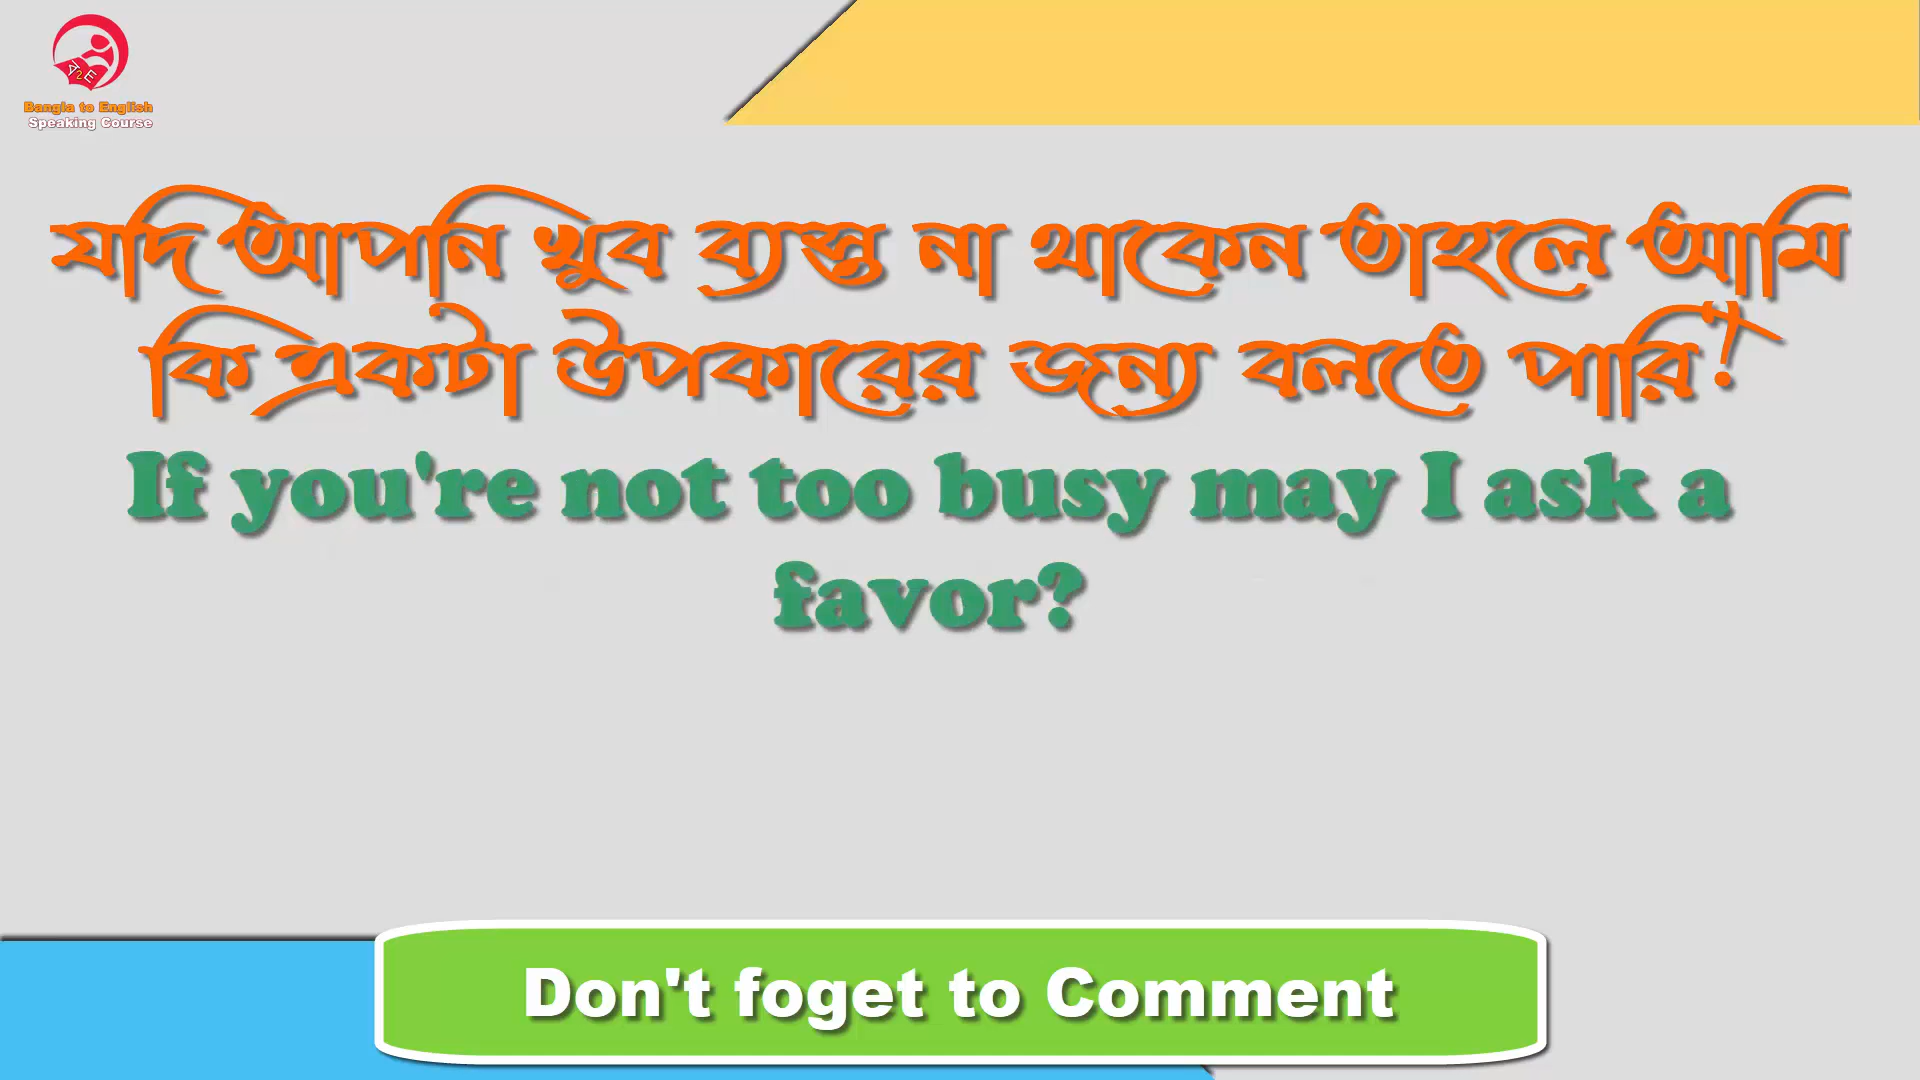 B2E
Bangla to English
Speaking Course
যদি আপনি খুব ব্যস্ত না থাকেন তাহলে আমি
কি একটা উপকারের জন্য বলতে পারি?
If you're not too busy may I ask a
favor?
Don't foget to Comment